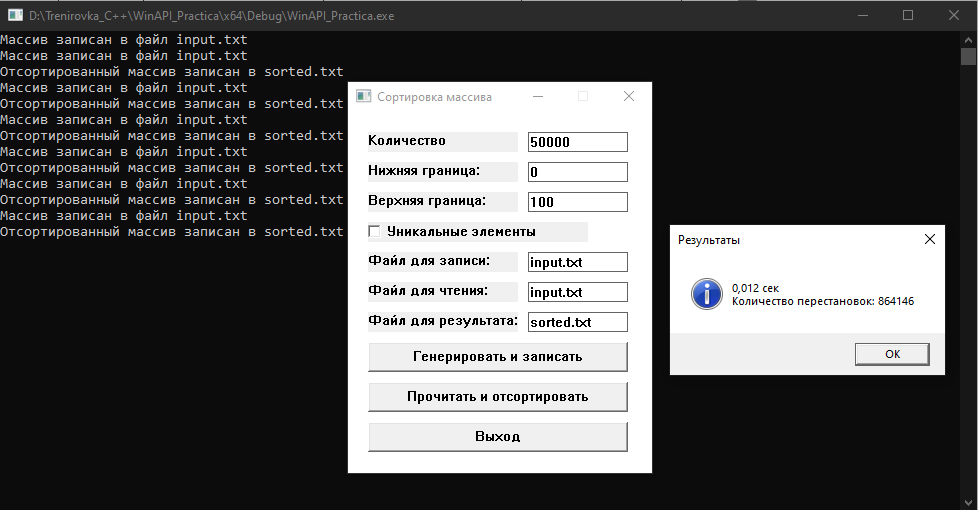 D:\Trenirovka_C++\WinAPI_Practica\x64\Debug\WinAPI_Practica.exe
Массив записан в файл input.txt
Массив записан в файл input.txt
Отсортированный массив записан в sorted.txt
Массив записан в файл input.txt
Отсортированный массив записан в sorted.txt
Массив записан в файл input.txt
Отсортированный массив записан в sorted.txt
Массив записан в файл input.txt
Отсортированный массив записан в sorted.txt
Массив записан в файл input.txt
Отсортированный массив записан в sorted.txt
Массив записан в файл input.txt
Отсортированный массив записан в sorted.txt
Сортировка массива
Количество 50000
Нижняя граница: 0
Верхняя граница: 100
Уникальные элементы
Файл для записи: input.txt
Файл для чтения: input.txt
Файл для результата: sorted.txt
Генерировать и записать
Прочитать и отсортировать
Выход
Результаты
0,012 сек
Количество перестановок: 864146
ОК